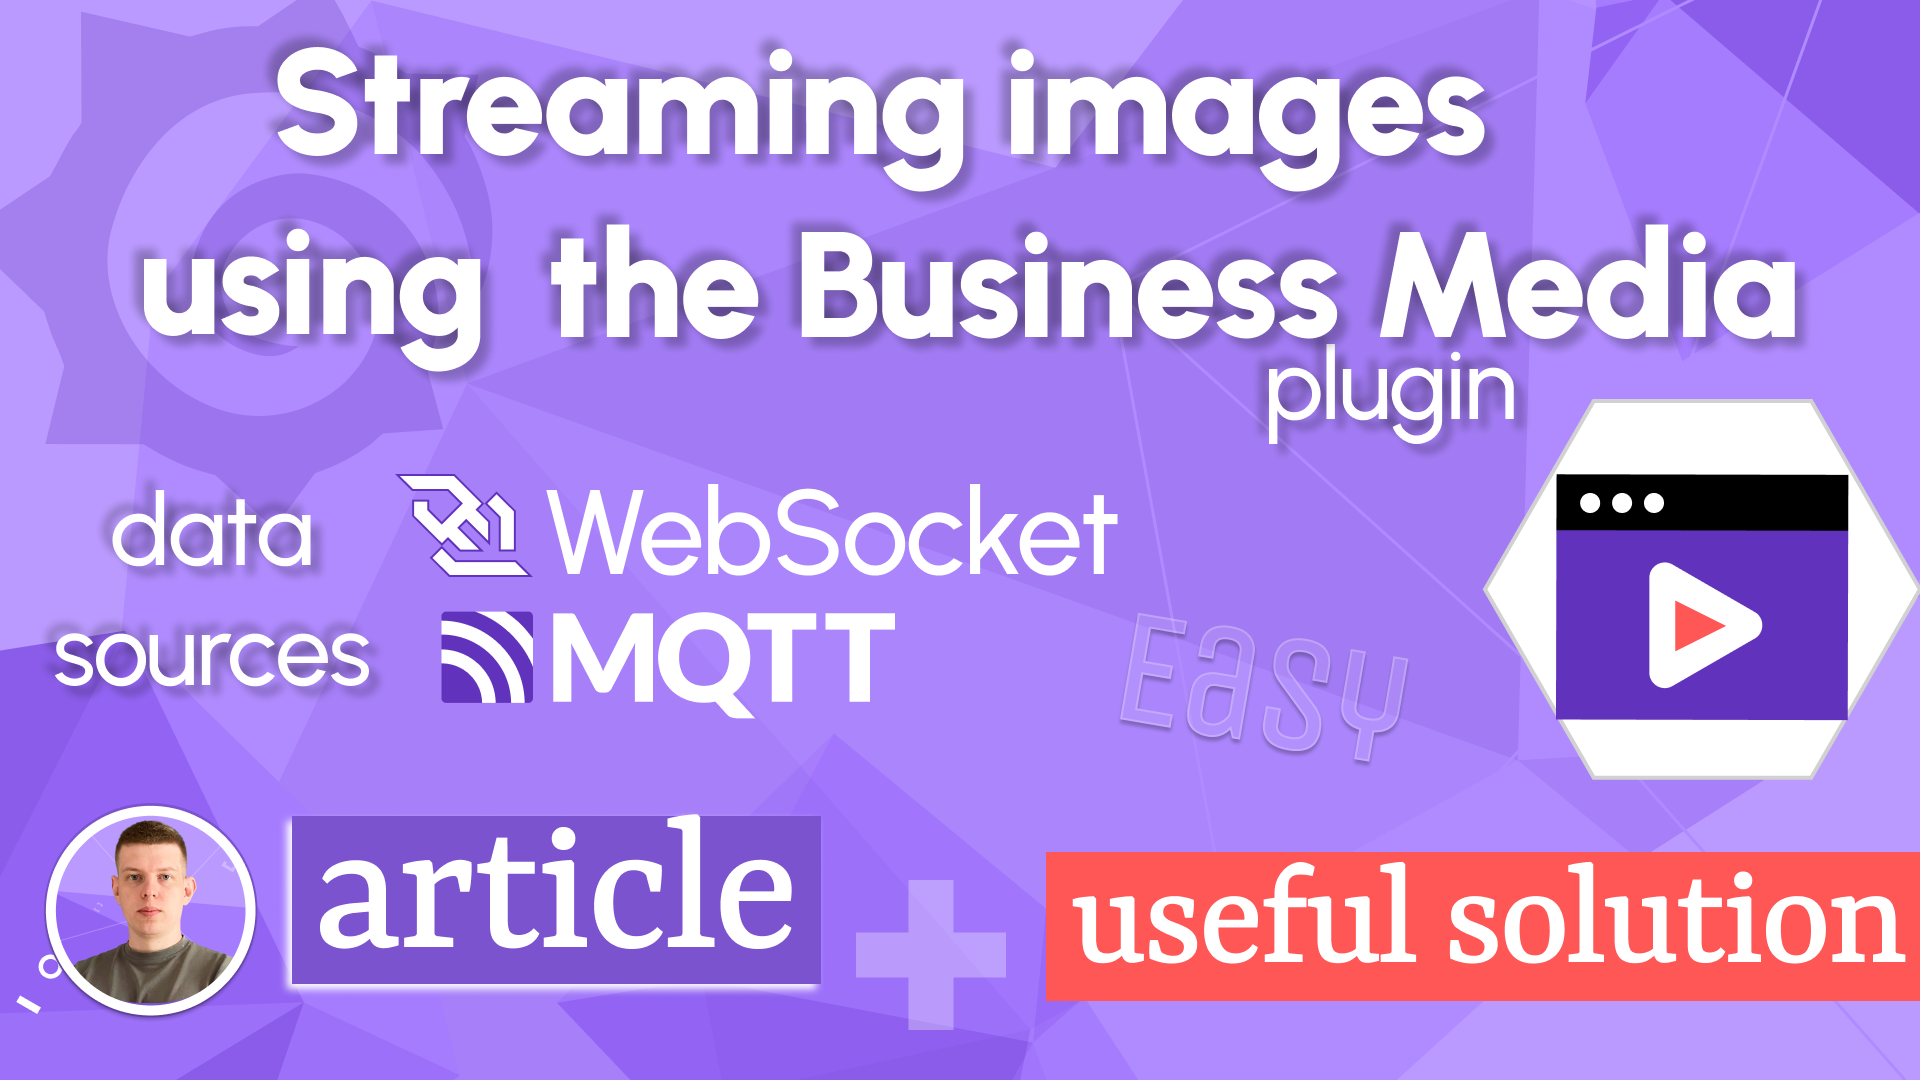 Streaming images
using the Business Media
plugin
data
sources
WebSocket
MQTT
Easy
article
useful solution